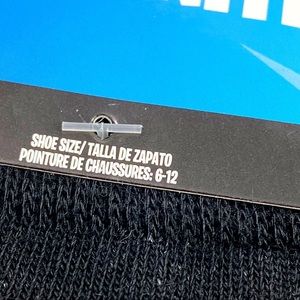 SHOE SIZE/ TALLA DE ZAPATO
POINTURE DE CHAUSSURES: 6-12